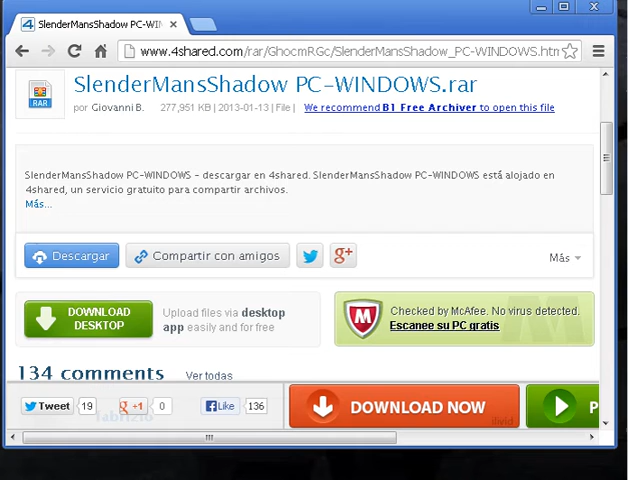 4 SlenderMansShadow PC-WIN
www.4shared.com/rar/GhocmRGc/SlenderMansShadow_PC-WINDOWS.htm
SlenderMansShadow PC-WINDOWS.rar
RAR
por Giovanni B. 277,951 KB | 2013-01-13 | File | We recommend B1 Free Archiver to open this file
SlenderMansShadow PC-WINDOWS - descargar en 4shared. SlenderMansShadow PC-WINDOWS está alojado en
4shared, un servicio gratuito para compartir archivos.
Más...
Descargar
Compartir con amigos
g+
Más
DOWNLOAD
DESKTOP
Upload files via desktop
app easily and for free
Checked by McAfee. No virus detected.
Escanee su PC gratis
134 comments Ver todas
Tweet 19
g +1 0
Like 136
DOWNLOAD NOW
ilivid
P
fabrizio